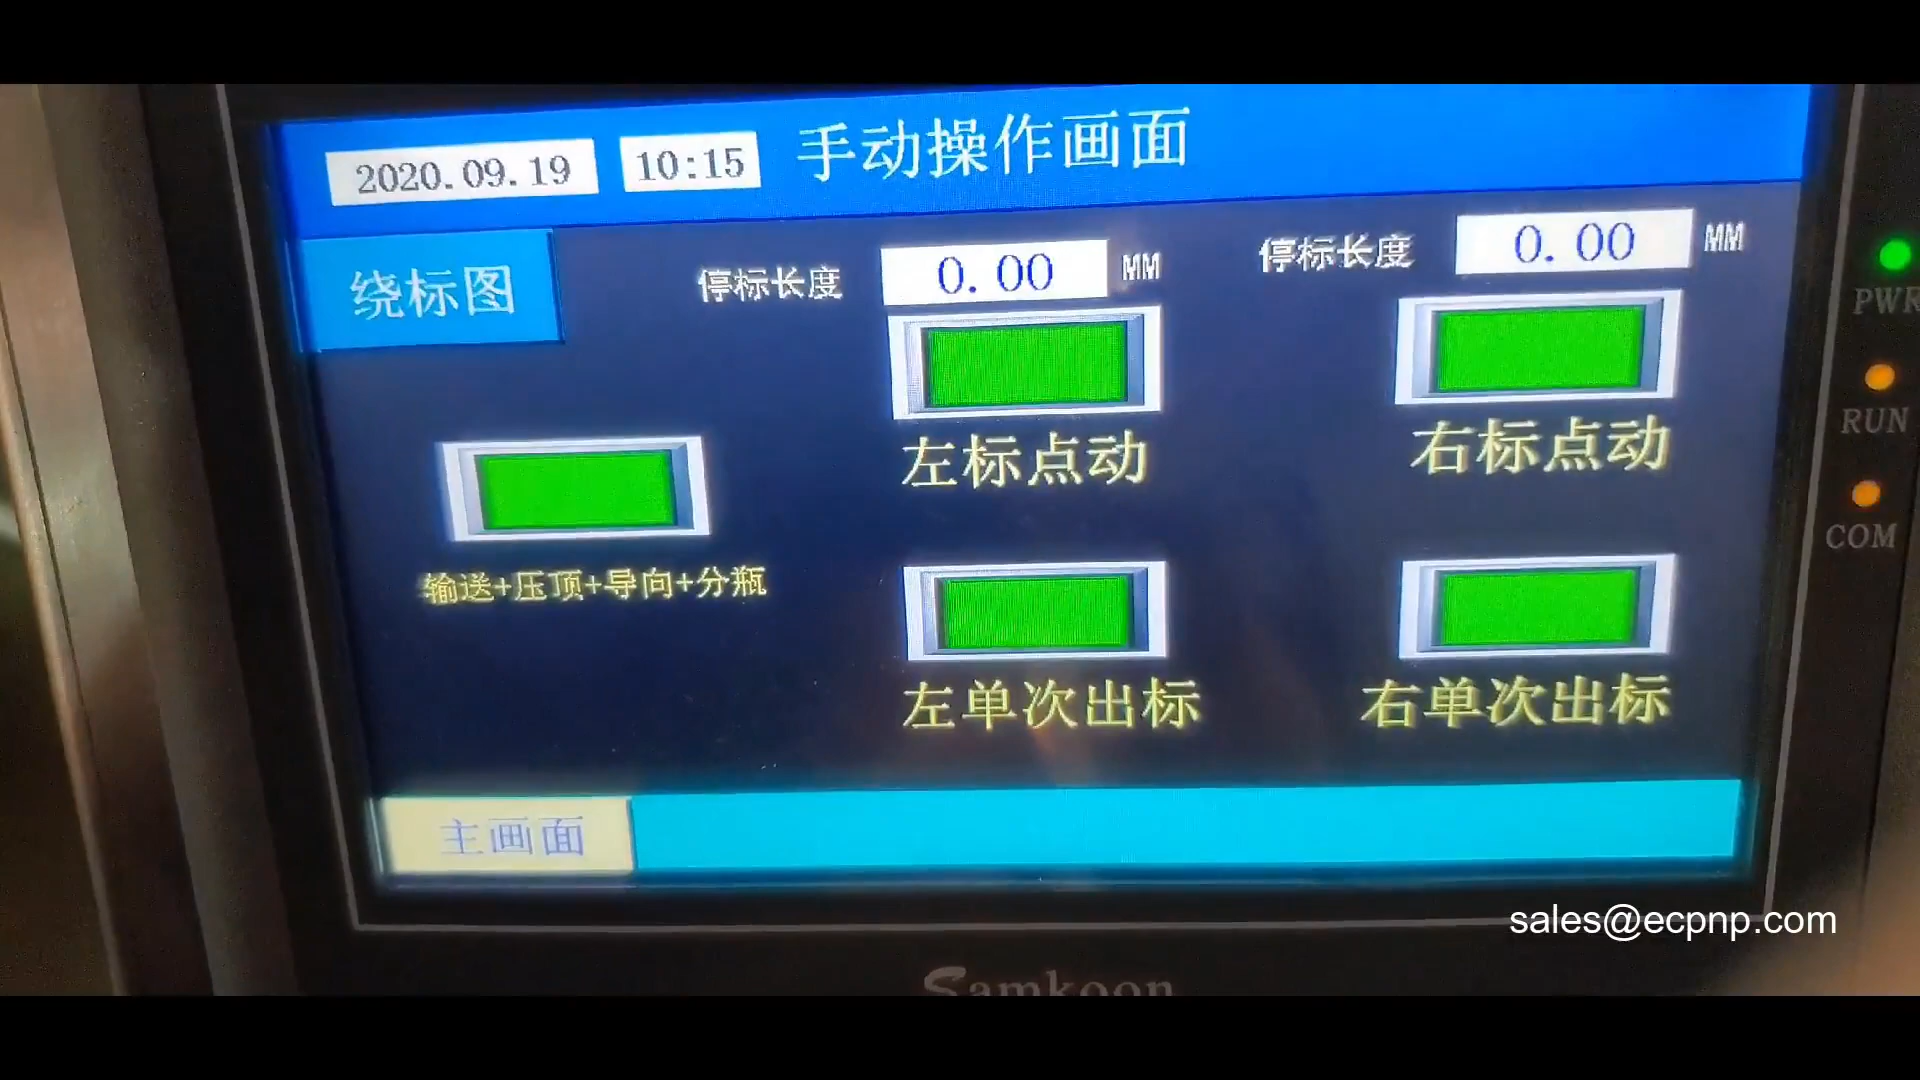 2020.09.19 10:15 手动操作画面
绕标图
停标长度 0.00 MM
停标长度 0.00 MM
左标点动
右标点动
输送+压顶+导向+分瓶
左单次出标
右单次出标
主画面
PWR
RUN
COM
sales@ecpnp.com
Samkoon